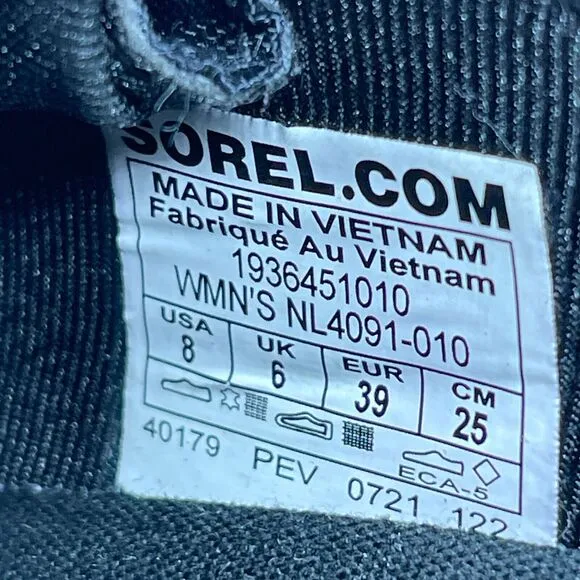 SOREL.COM
MADE IN VIETNAM
Fabriqué Au Vietnam
1936451010
WMN'S NL4091-010
USA UK EUR CM
8 6 39 25
ECA-5
40179 PEV 0721 122